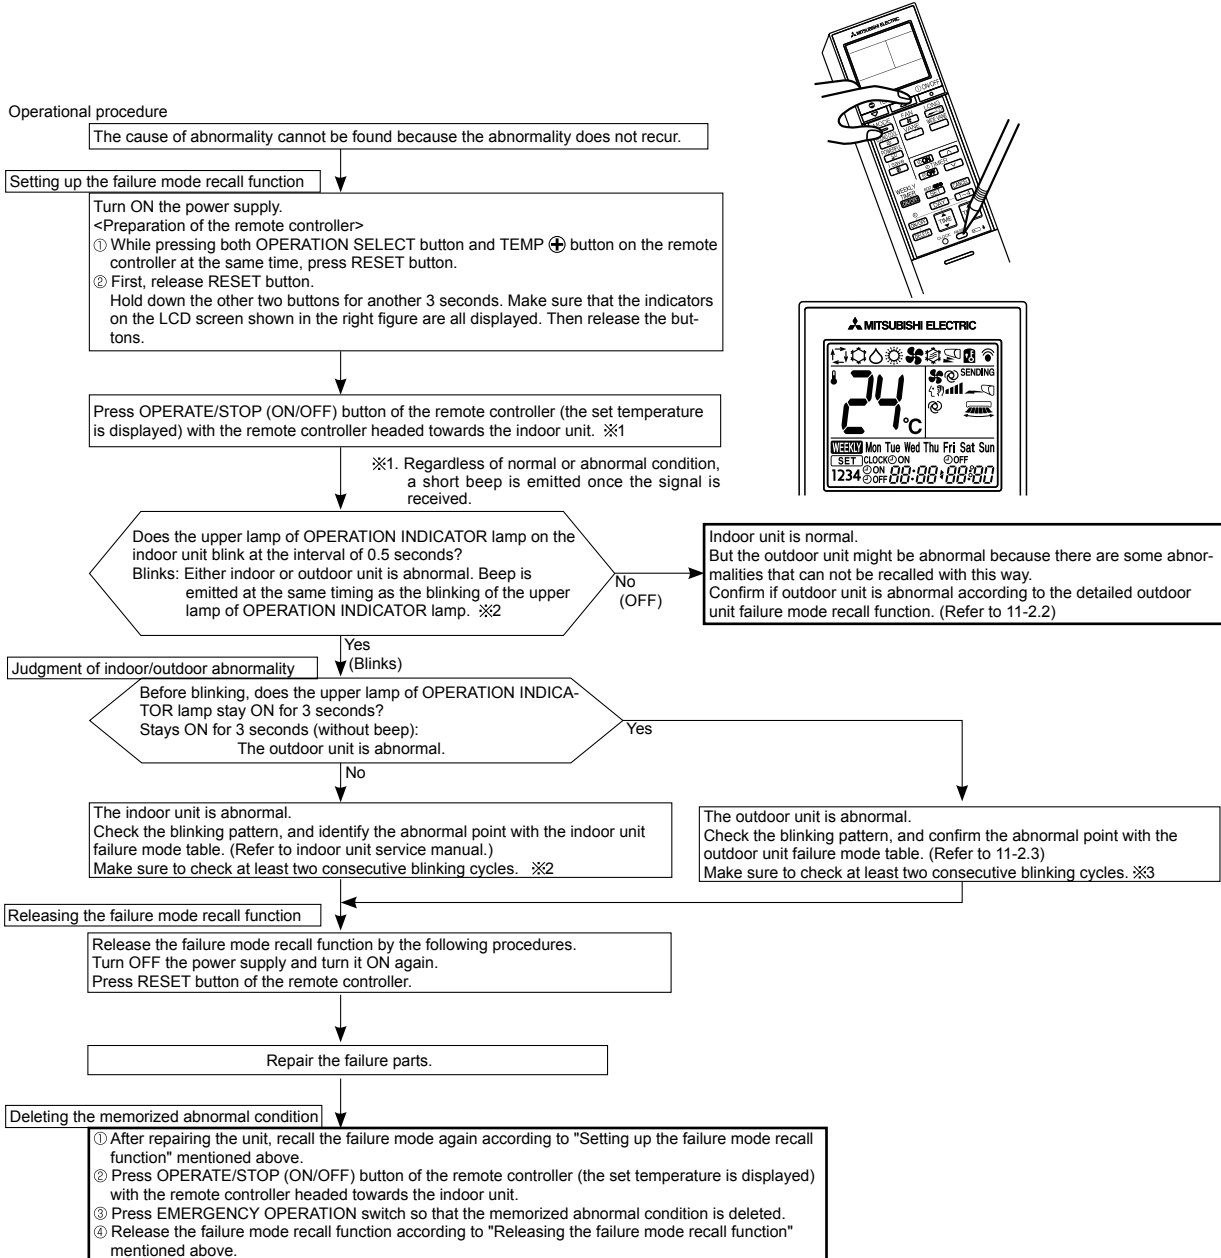 MITSUBISHI ELECTRIC
ON/OFF
FAN
LONG
VANE
WIDE VANE
ON
TIMER
OFF
WEEKLY
TIMER
TIME
CLOCK
Operational procedure
The cause of abnormality cannot be found because the abnormality does not recur.
Setting up the failure mode recall function
Turn ON the power supply.
<Preparation of the remote controller>
① While pressing both OPERATION SELECT button and TEMP ⊕ button on the remote
controller at the same time, press RESET button.
② First, release RESET button.
Hold down the other two buttons for another 3 seconds. Make sure that the indicators
on the LCD screen shown in the right figure are all displayed. Then release the but-
tons.
MITSUBISHI ELECTRIC
SENDING
24 °C
WEEKLY Mon Tue Wed Thu Fri Sat Sun
SET CLOCK ON OFF
1234 ON OFF 88:88 88:80
Press OPERATE/STOP (ON/OFF) button of the remote controller (the set temperature
is displayed) with the remote controller headed towards the indoor unit. ※1
※1. Regardless of normal or abnormal condition,
a short beep is emitted once the signal is
received.
Does the upper lamp of OPERATION INDICATOR lamp on the
indoor unit blink at the interval of 0.5 seconds?
Blinks: Either indoor or outdoor unit is abnormal. Beep is
emitted at the same timing as the blinking of the upper
lamp of OPERATION INDICATOR lamp. ※2
No
(OFF)
Indoor unit is normal.
But the outdoor unit might be abnormal because there are some abnor-
malities that can not be recalled with this way.
Confirm if outdoor unit is abnormal according to the detailed outdoor
unit failure mode recall function. (Refer to 11-2.2)
Yes
(Blinks)
Judgment of indoor/outdoor abnormality
Before blinking, does the upper lamp of OPERATION INDICA-
TOR lamp stay ON for 3 seconds?
Stays ON for 3 seconds (without beep):
The outdoor unit is abnormal.
Yes
No
The indoor unit is abnormal.
Check the blinking pattern, and identify the abnormal point with the indoor unit
failure mode table. (Refer to indoor unit service manual.)
Make sure to check at least two consecutive blinking cycles. ※2
The outdoor unit is abnormal.
Check the blinking pattern, and confirm the abnormal point with the
outdoor unit failure mode table. (Refer to 11-2.3)
Make sure to check at least two consecutive blinking cycles. ※3
Releasing the failure mode recall function
Release the failure mode recall function by the following procedures.
Turn OFF the power supply and turn it ON again.
Press RESET button of the remote controller.
Repair the failure parts.
Deleting the memorized abnormal condition
① After repairing the unit, recall the failure mode again according to "Setting up the failure mode recall
function" mentioned above.
② Press OPERATE/STOP (ON/OFF) button of the remote controller (the set temperature is displayed)
with the remote controller headed towards the indoor unit.
③ Press EMERGENCY OPERATION switch so that the memorized abnormal condition is deleted.
④ Release the failure mode recall function according to "Releasing the failure mode recall function"
mentioned above.